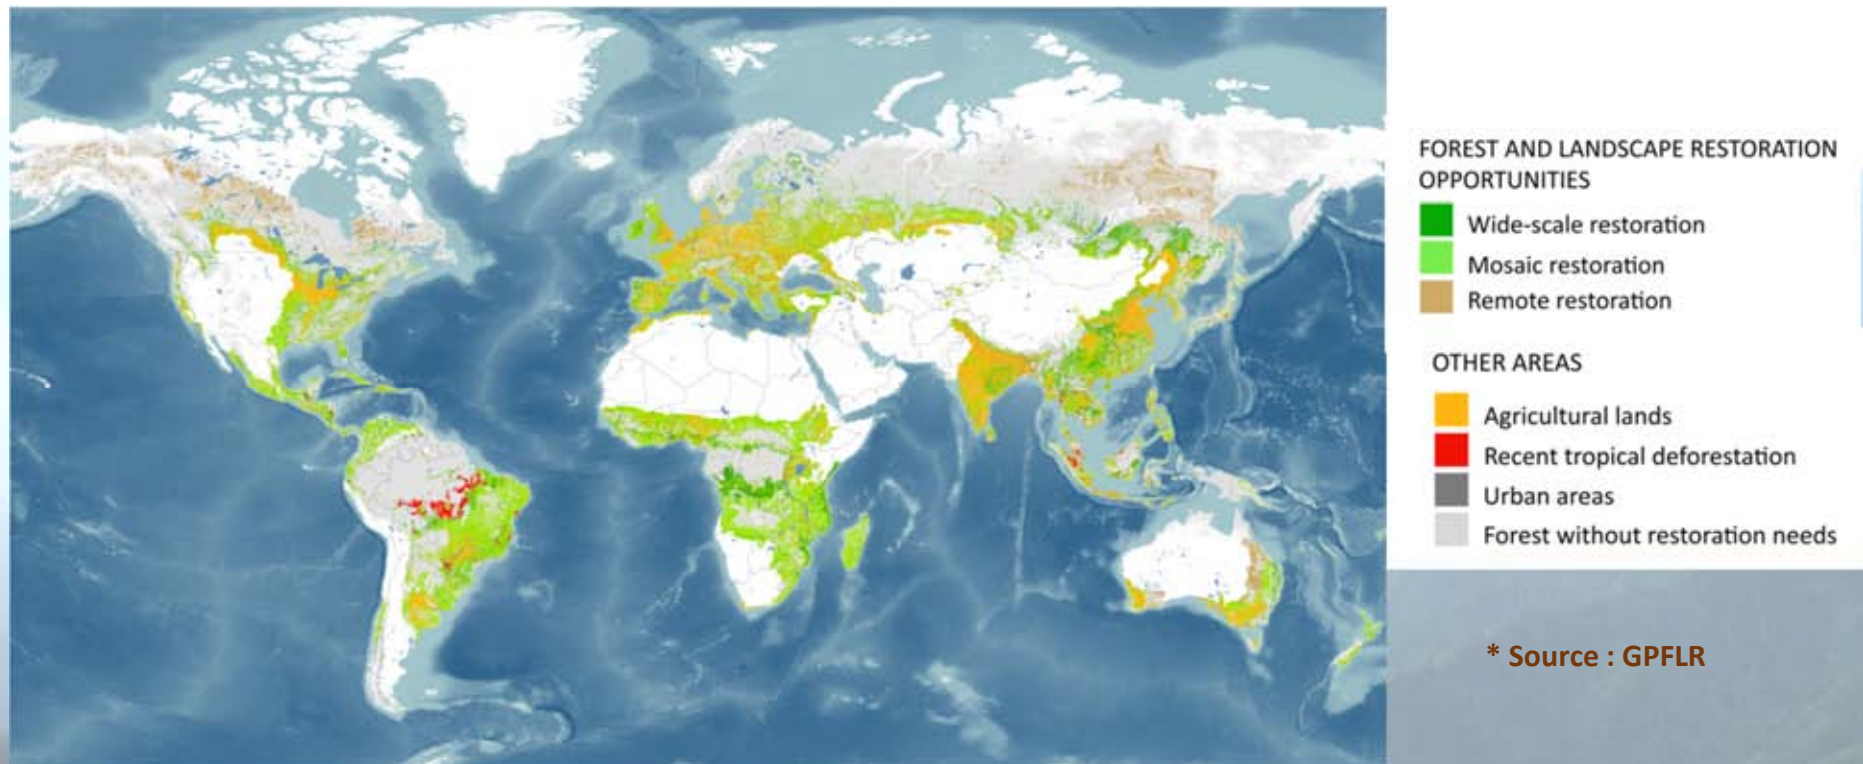 FOREST AND LANDSCAPE RESTORATION
OPPORTUNITIES
Wide-scale restoration
Mosaic restoration
Remote restoration
OTHER AREAS
Agricultural lands
Recent tropical deforestation
Urban areas
Forest without restoration needs
* Source : GPFLR